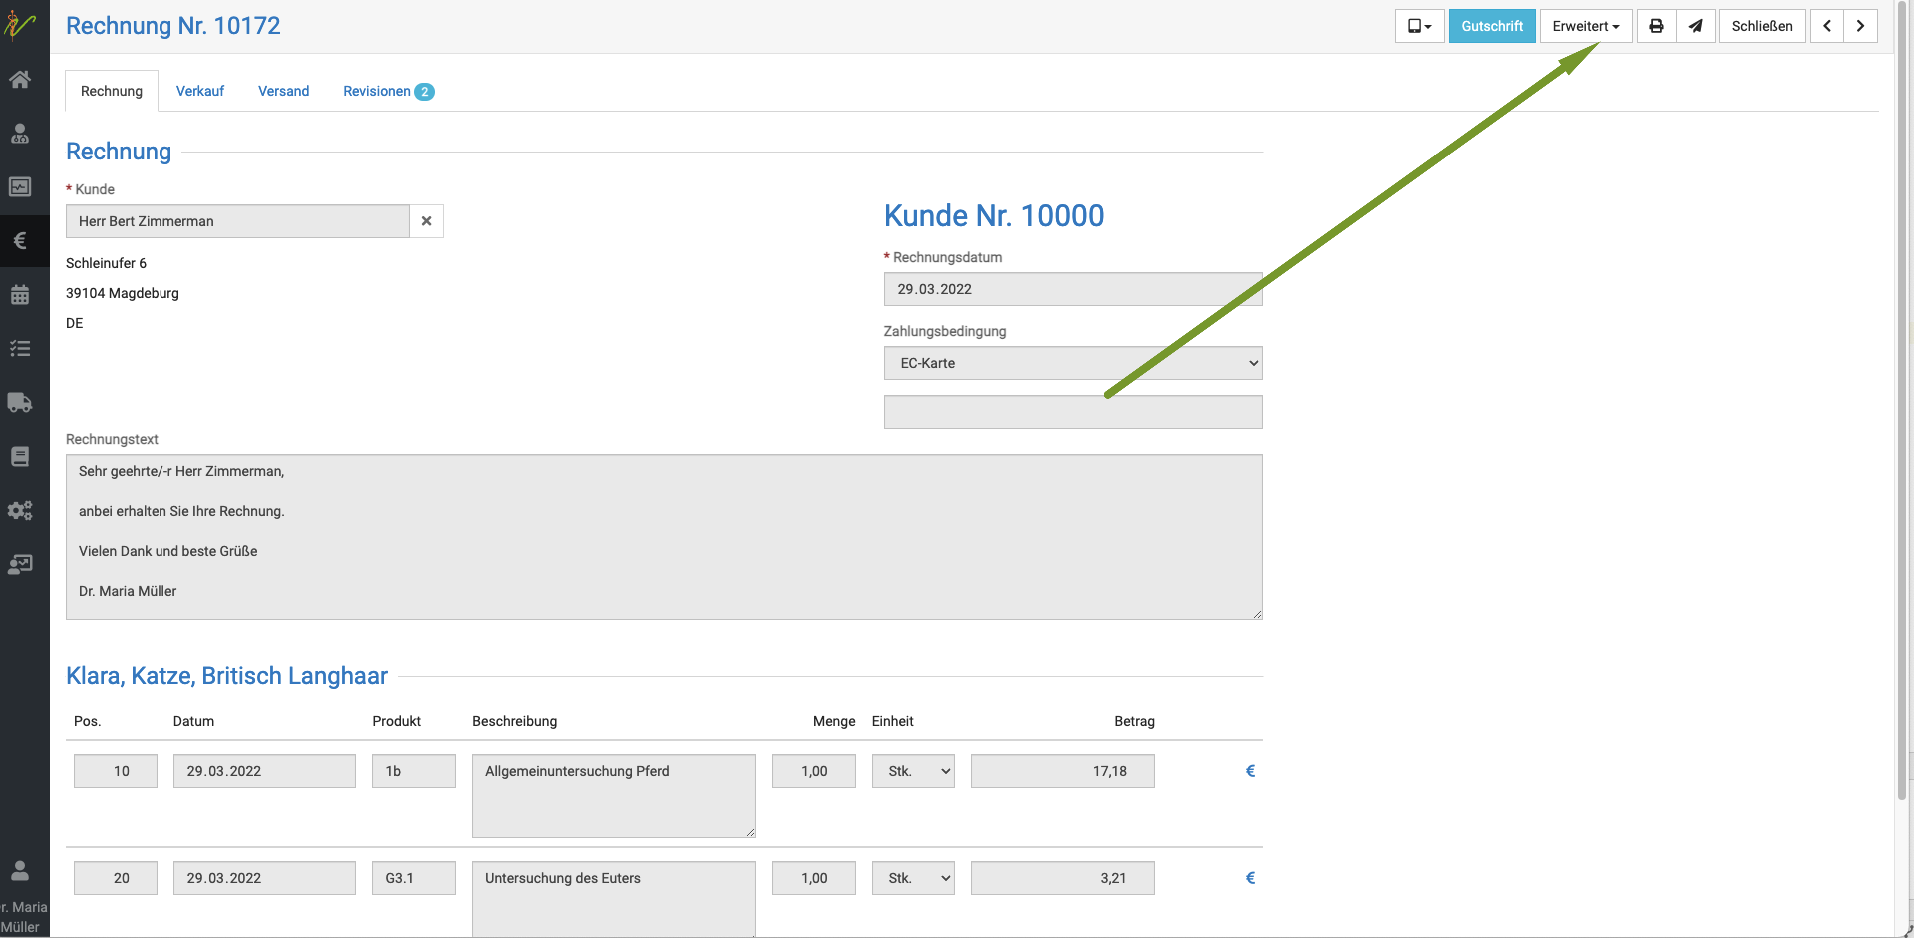 Rechnung Nr. 10172
Gutschrift
Erweitert
Schließen
Rechnung
Verkauf
Versand
Revisionen 2
Rechnung
* Kunde
Herr Bert Zimmerman
Schleinufer 6
39104 Magdeburg
DE
Kunde Nr. 10000
* Rechnungsdatum
29.03.2022
Zahlungsbedingung
EC-Karte
Rechnungstext
Sehr geehrte/-r Herr Zimmerman,
anbei erhalten Sie Ihre Rechnung.
Vielen Dank und beste Grüße
Dr. Maria Müller
Klara, Katze, Britisch Langhaar
Pos. Datum Produkt Beschreibung Menge Einheit Betrag
10 29.03.2022 1b Allgemeinuntersuchung Pferd 1,00 Stk. 17,18 €
20 29.03.2022 G3.1 Untersuchung des Euters 1,00 Stk. 3,21 €
r. Maria
Müller